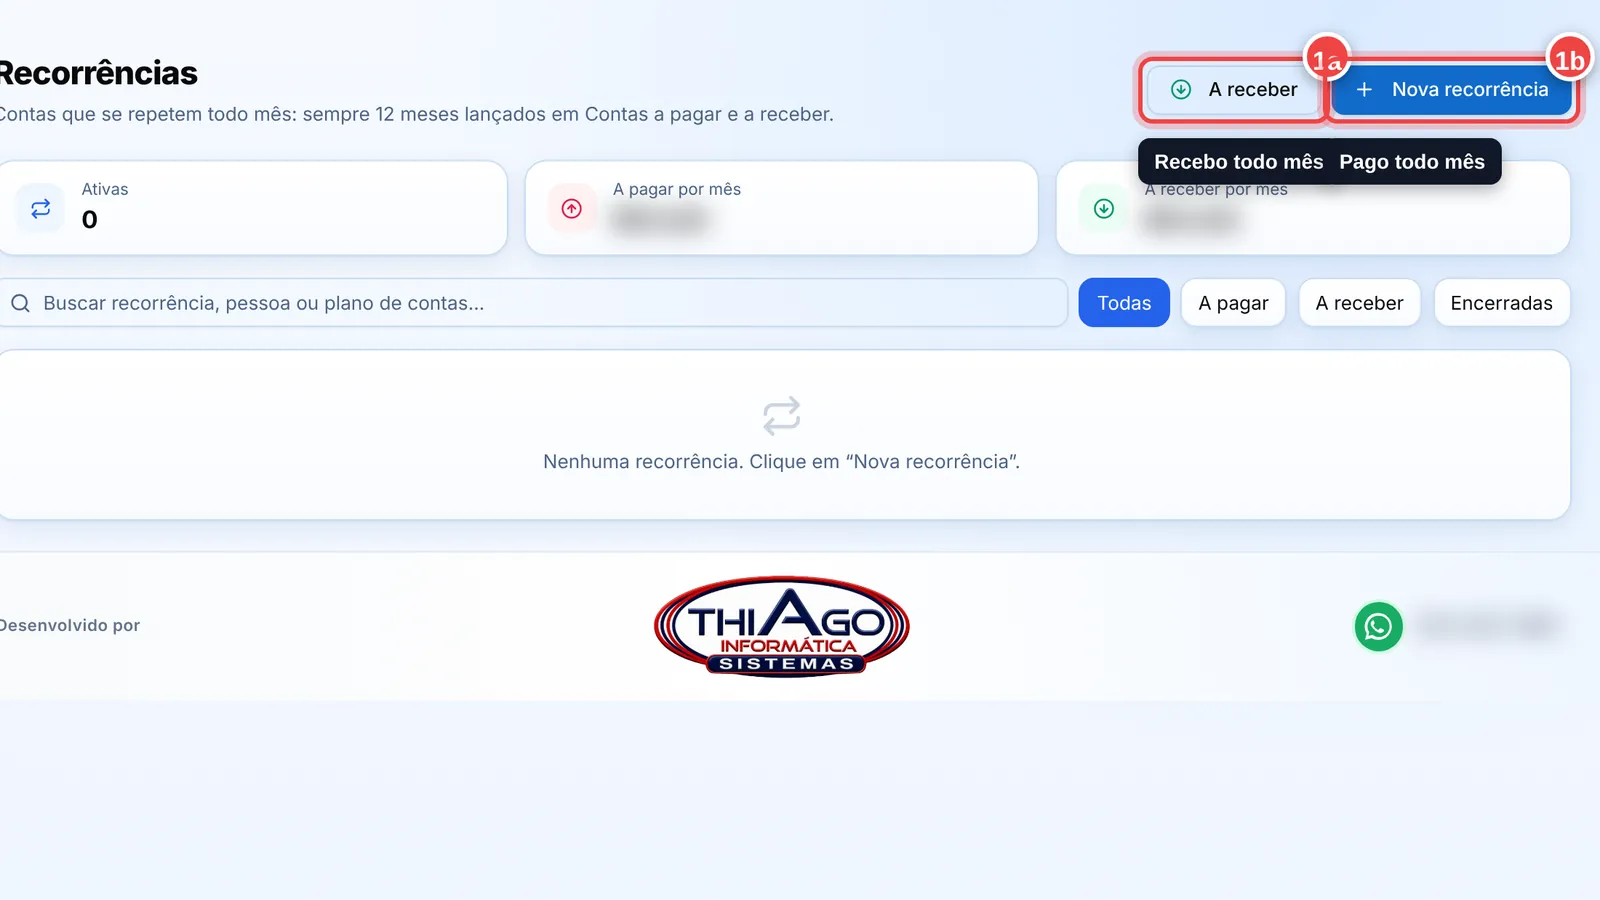 Recorrências
Contas que se repetem todo mês: sempre 12 meses lançados em Contas a pagar e a receber.
A receber
1a
Nova recorrência
1b
Recebo todo mês
Pago todo mês
Ativas
0
A pagar por mês
A receber por mês
Buscar recorrência, pessoa ou plano de contas...
Todas
A pagar
A receber
Encerradas
Nenhuma recorrência. Clique em “Nova recorrência”.
Desenvolvido por
THIAGO
INFORMÁTICA
SISTEMAS